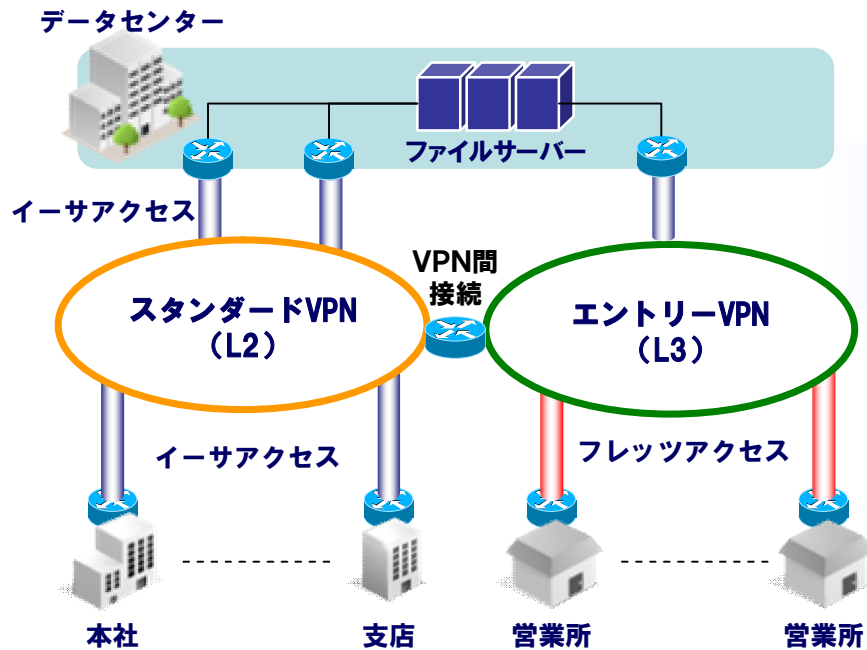 データセンター
ファイルサーバー
イーサアクセス
VPN間
接続
スタンダードVPN
(L2)
エントリーVPN
(L3)
イーサアクセス
フレッツアクセス
本社
支店
営業所
営業所